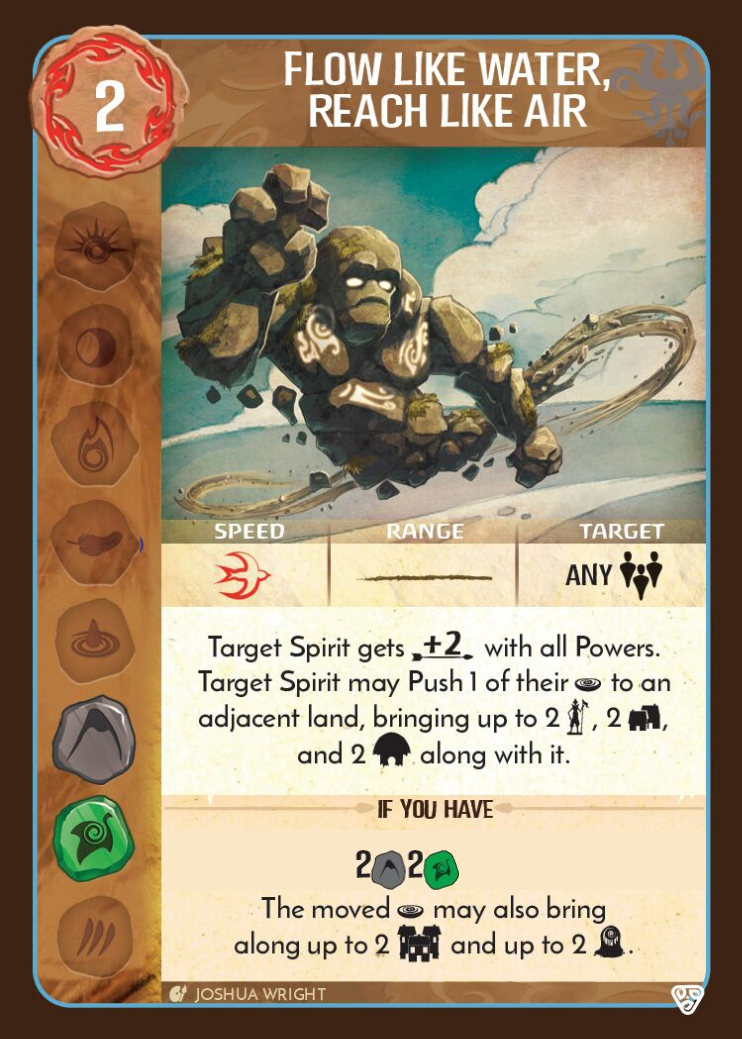 2
FLOW LIKE WATER,
REACH LIKE AIR
SPEED
RANGE
TARGET
ANY
Target Spirit gets +2 with all Powers.
Target Spirit may Push 1 of their to an
adjacent land, bringing up to 2 , 2 ,
and 2 along with it.
IF YOU HAVE
2 2
The moved may also bring
along up to 2 and up to 2 .
JOSHUA WRIGHT